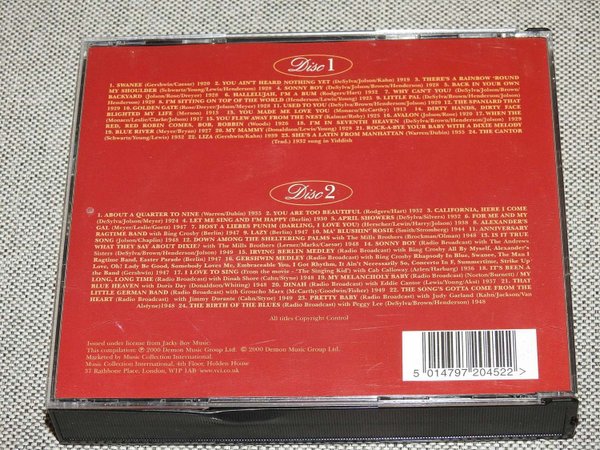 Disc 1
1. SWANEE (Gershwin/Caesar) 1920 2. YOU AIN'T HEARD NOTHING YET (DeSylva/Jolson/Kahn) 1919 3. THERE'S A RAINBOW 'ROUND
MY SHOULDER (Schwarz/Young/Lewis/Henderson) 1928 4. SONNY BOY (DeSylva/Jolson/Brown/Henderson) 1928 5. BACK IN YOUR OWN
BACKYARD (Jolson/Rose/Dreyer) 1928 6. HALLELUJAH, I'M A BUM (Rodgers/Hart) 1932 7. WHY CAN'T YOU? (DeSylva/Jolson/Brown/
Henderson) 1929 8. I'M SITTING ON TOP OF THE WORLD (Henderson/Lewis/Young) 1925 9. LITTLE PAL (DeSylva/Jolson/Brown/Henderson)
1929 10. GOLDEN GATE (Rose/Dreyer/Jolson/Meyer) 1928 11. USED TO YOU (DeSylva/Jolson/Brown/Henderson) 1929 12. THE SPANIARD THAT
BLIGHTED MY LIFE (Merson) 1913 13. YOU MADE ME LOVE YOU (Monaco/McCarthy) 1913 14. DIRTY HANDS, DIRTY FACE
(Monaco/Leslie/Clarke/Jolson) 15. YOU FLEW AWAY FROM THE NEST (Kalmar/Ruby) 1925 16. AVALON (Jolson/Rose) 1920 17. WHEN THE
RED, RED ROBIN COMES, BOB, BOBBIN (Woods) 1926 18. I'M IN SEVENTH HEAVEN (DeSylva/Jolson/Brown/Henderson) 1929
19. BLUE RIVER (Meyer/Bryan) 1927 20. MY MAMMY (Donaldson/Lewis/Young) 1928 21. ROCK-A-BYE YOUR BABY WITH A DIXIE MELODY
(Schwartz/Young/Lewis) 1932 22. LIZA (Gershwin/Kahn) 1929 23. SHE'S A LATIN FROM MANHATTAN (Warren/Dubin) 1935 24. THE CANTOR
(Trad.) 1932 song in Yiddish
Disc 2
1. ABOUT A QUARTER TO NINE (Warren/Dubin) 1935 2. YOU ARE TOO BEAUTIFUL (Rodgers/Hart) 1932 3. CALIFORNIA, HERE I COME
(DeSylva/Jolson/Meyer) 1924 4. LET ME SING AND I'M HAPPY (Berlin) 1930 5. APRIL SHOWERS (DeSylva/Silvers) 1932 6. FOR ME AND MY
GAL (Meyer/Leslie/Goetz) 1947 7. HOST A LIEBES PUNIM (DARLING, I LOVE YOU) (Herscher/Lewin/Harry/Jolson) 1938 8. ALEXANDER'S
RAGTIME BAND with Bing Crosby (Berlin) 1947 9. LAZY (Berlin) 1947 10. MA' BLUSHIN' ROSIE (Smith/Stromberg) 1944 11. ANNIVERSARY
SONG (Jolson/Chaplin) 1948 12. DOWN AMONG THE SHELTERING PALMS with The Mills Brothers (Brockman/Olman) 1948 13. IS IT TRUE
WHAT THEY SAY ABOUT DIXIE? with The Mills Brothers (Lerner/Marks/Caesar) 1948 14. SONNY BOY (Radio Broadcast) with The Andrews
Sisters (DeSylva/Jolson/Brown/Henderson) 1949 15. IRVING BERLIN MEDLEY (Radio Broadcast) with Bing Crosby All By Myself, Alexander's
Ragtime Band, Easter Parade (Berlin) 1947 16. GERSHWIN MEDLEY (Radio Broadcast) with Bing Crosby Rhapsody In Blue, Swanee, The Man I
Love, Oh! Lady Be Good, Somebody Loves Me, Embraceable You, I Got Rhythm, It Ain't Necessarily So, Concerto in F, Summertime, Strike Up
the Band (Gershwin) 1947 17. I LOVE TO SING (from the movie - 'The Singing Kid') with Cab Calloway (Arlen/Harburg) 1936 18. IT'S BEEN A
LONG, LONG TIME (Radio Broadcast) with Dinah Shore (Cahn/Styne) 1949 19. MY MELANCHOLY BABY (Radio Broadcast) (Norton/Burnett) / MY
BLUE HEAVEN with Doris Day (Donaldson/Whiting) 1948 20. DINAH (Radio Broadcast) with Eddie Cantor (Lewis/Young/Akst) 1937 21. THAT
LITTLE GERMAN BAND (Radio Broadcast) with Groucho Marx (McCarthy/Goodwin/Fisher) 1949 22. THE SONG'S GOTTA COME FROM THE
HEART (Radio Broadcast) with Jimmy Durante (Cahn/Styne) 1949 23. PRETTY BABY (Radio Broadcast) with Judy Garland (Kahn/Jackson/Van
Alstyne)1948 24. THE BIRTH OF THE BLUES (Radio Broadcast) with Peggy Lee (DeSylva/Brown/Henderson) 1948
All titles Copyright Control
Issued under license from Jacky Boy Music
This compilation ℗ 2000 Demon Music Group Ltd. © 2000 Demon Music Group Ltd.
Marketed by Music Collection International.
Music Collection International, 4th Floor, Holden House
57 Rathbone Place, London, W1P 1AB www.vci.co.uk
5 014797 204522 >